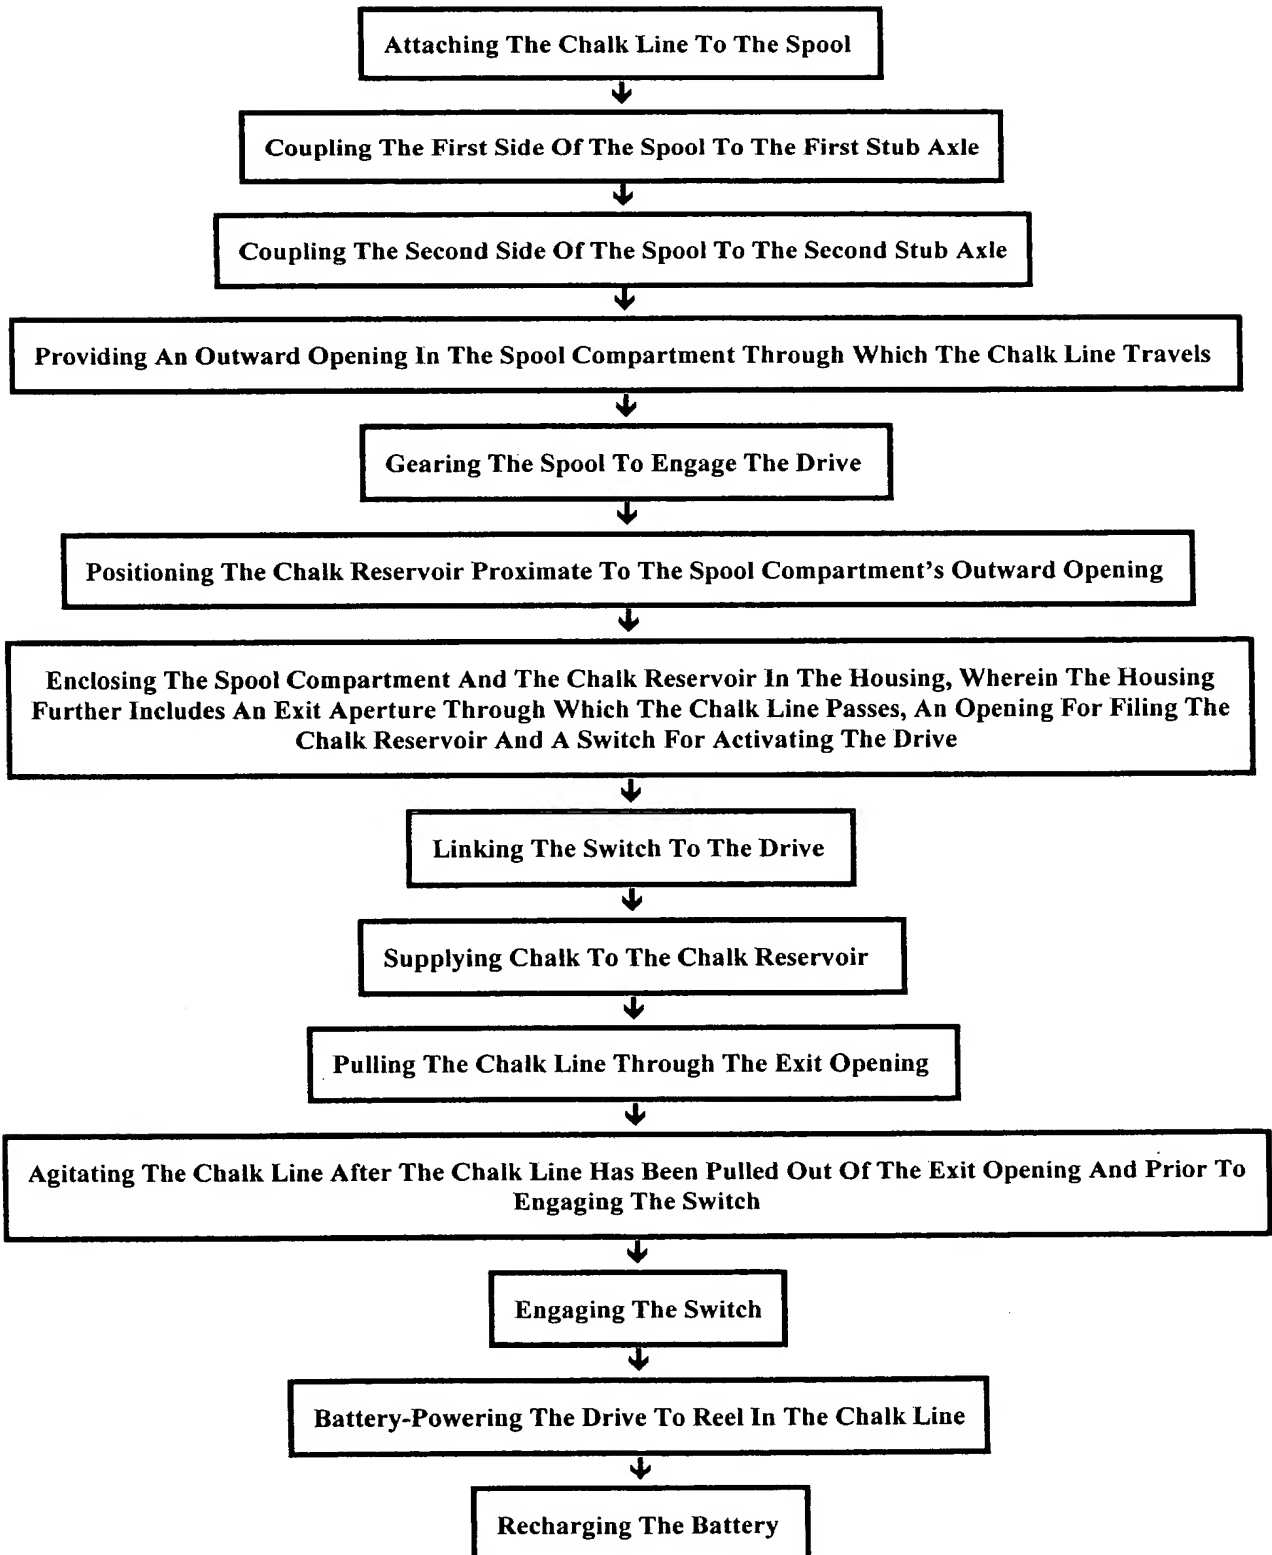 Attaching The Chalk Line To The Spool
Coupling The First Side Of The Spool To The First Stub Axle
Coupling The Second Side Of The Spool To The Second Stub Axle
Providing An Outward Opening In The Spool Compartment Through Which The Chalk Line Travels
Gearing The Spool To Engage The Drive
Positioning The Chalk Reservoir Proximate To The Spool Compartment's Outward Opening
Enclosing The Spool Compartment And The Chalk Reservoir In The Housing, Wherein The Housing
Further Includes An Exit Aperture Through Which The Chalk Line Passes, An Opening For Filing The
Chalk Reservoir And A Switch For Activating The Drive
Linking The Switch To The Drive
Supplying Chalk To The Chalk Reservoir
Pulling The Chalk Line Through The Exit Opening
Agitating The Chalk Line After The Chalk Line Has Been Pulled Out Of The Exit Opening And Prior To
Engaging The Switch
Engaging The Switch
Battery-Powering The Drive To Reel In The Chalk Line
Recharging The Battery